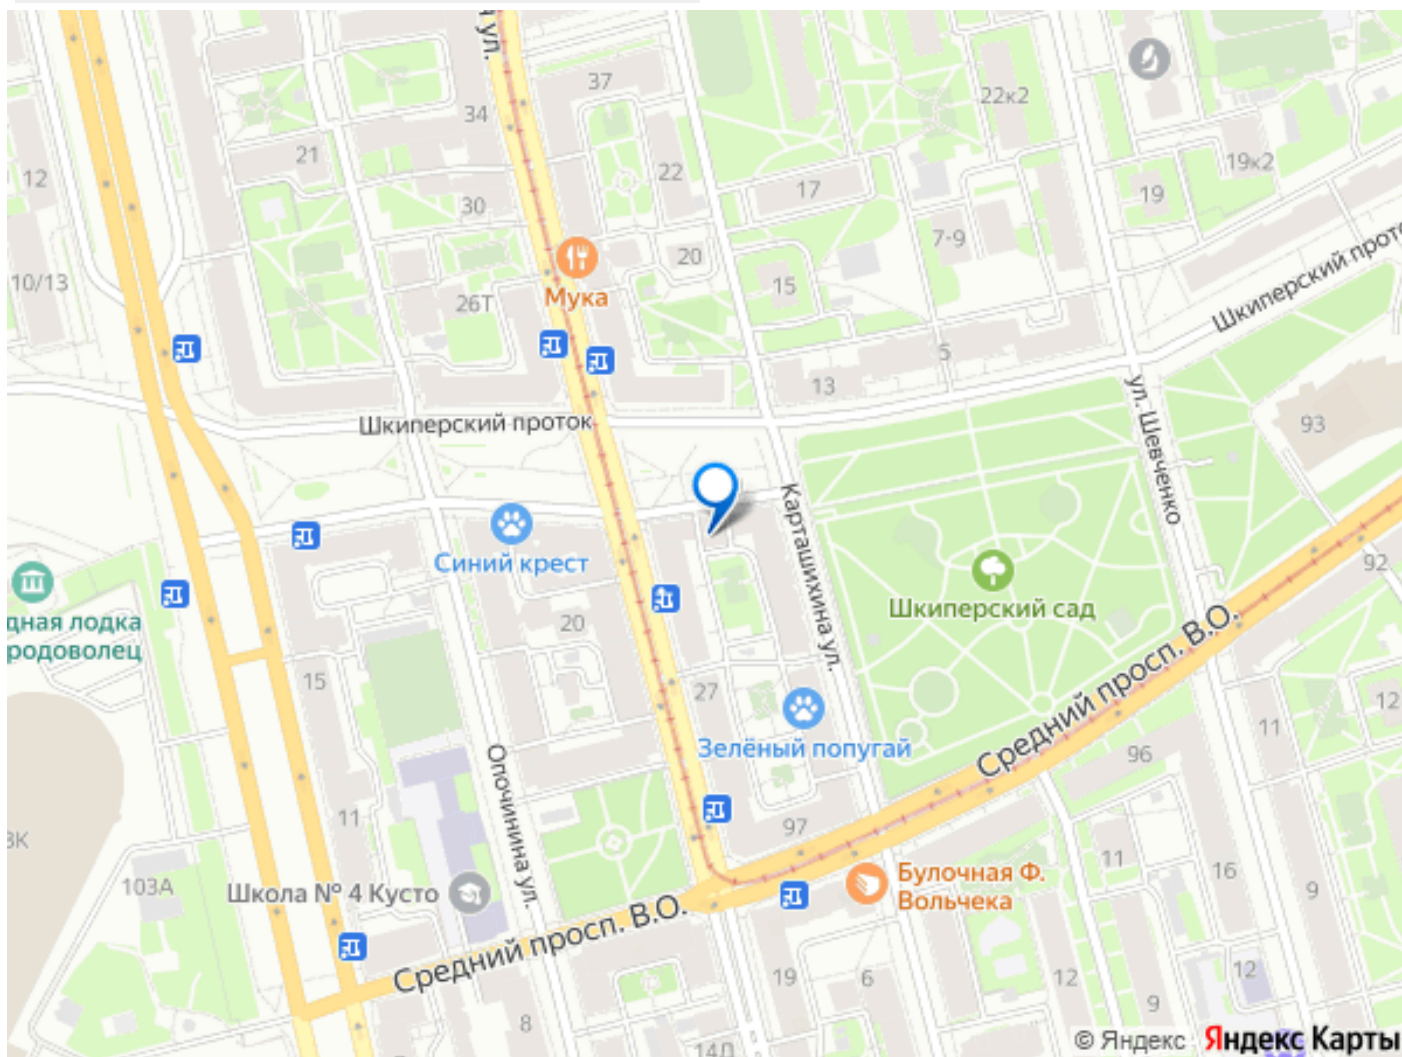 я ул.
37
22к2
34
21
12
22
17
19
19к2
30
7-9
20
10/13
26Т
Мука
15
Шкиперский прото
5
13
Шкиперский проток
ул. Шевченко
93
Карташихина ул.
Синий крест
Шкиперский сад
92
дная лодка
родоволец
20
15
27
Средний просп. В.О.
12
11
Зелёный попугай
96
Опочинина ул.
11
97
3К
103А
Школа № 4 Кусто
Булочная Ф.
Вольчека
11
16
9
Средний просп. В.О.
19
6
12
12
9
8
14Л
© Яндекс Яндекс Карты